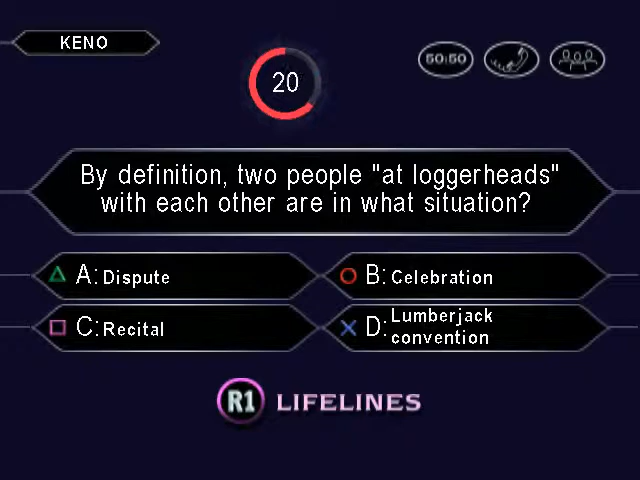 KENO
20
50:50
By definition, two people "at loggerheads"
with each other are in what situation?
A: Dispute
B: Celebration
C: Recital
D: Lumberjack
convention
R1 LIFELINES